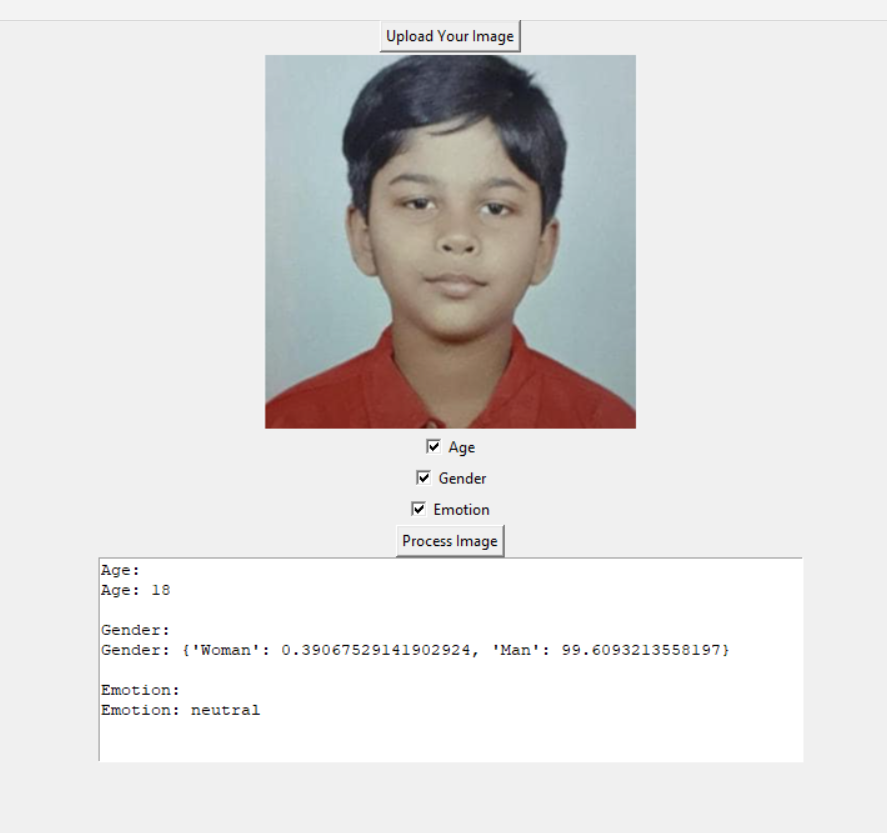 Upload Your Image
Age
Gender
Emotion
Process Image
Age:
Age: 18
Gender:
Gender: {'Woman': 0.39067529141902924, 'Man': 99.6093213558197}
Emotion:
Emotion: neutral